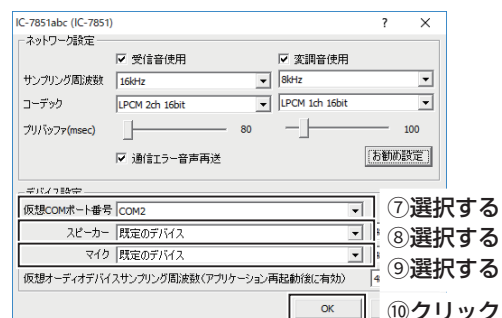 IC-7851abc (IC-7851) ? ×
ネットワーク設定
受信音使用 変調音使用
サンプリング周波数 16kHz 8kHz
コーデック LPCM 2ch 16bit LPCM 1ch 16bit
プリバッファ(msec) 80 100
通信エラー音声再送 お勧め設定
デバイス設定
仮想COMポート番号 COM2 ⑦選択する
スピーカー 既定のデバイス ⑧選択する
マイク 既定のデバイス ⑨選択する
仮想オーディオデバイスサンプリング周波数(アプリケーション再起動後に有効)
OK ⑩クリック